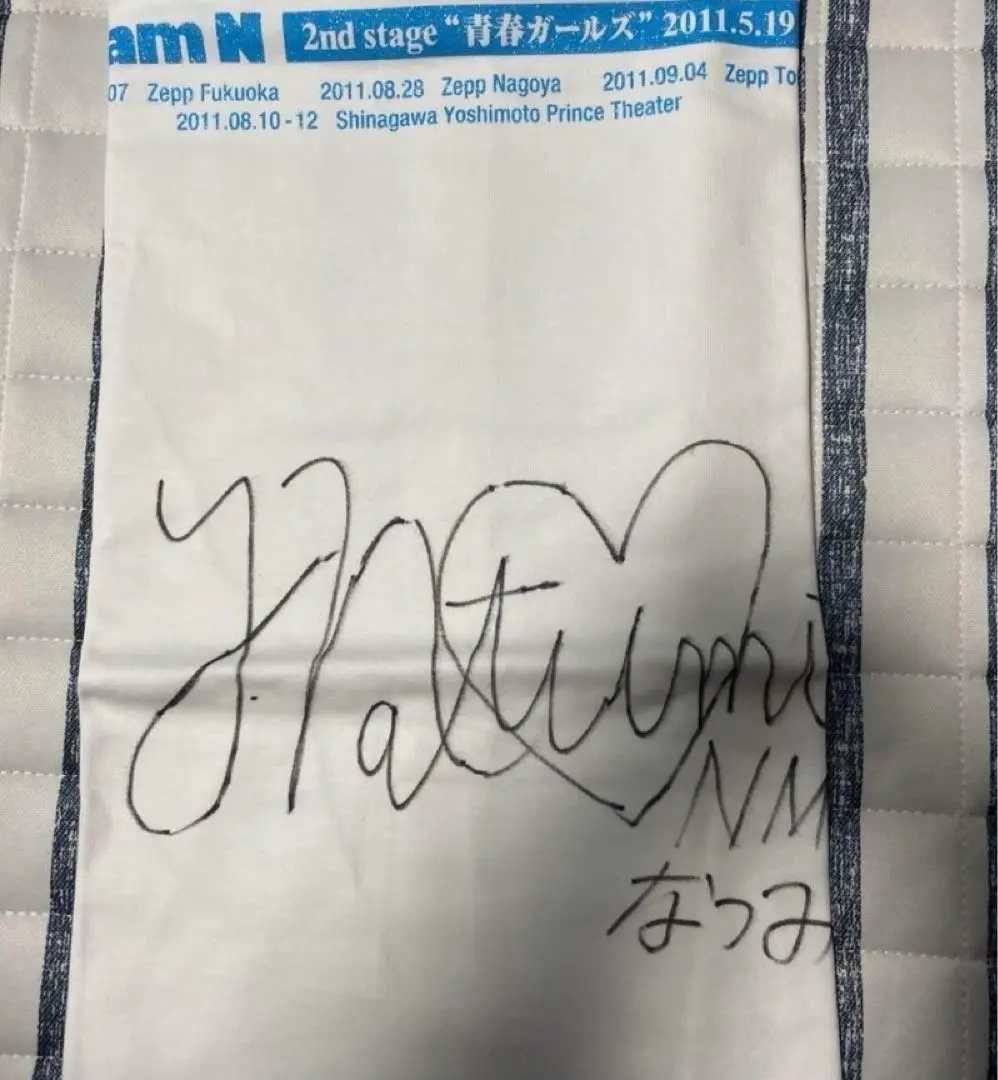 am N 2nd stage “青春ガールズ” 2011.5.19
07 Zepp Fukuoka 2011.08.28 Zepp Nagoya 2011.09.04 Zepp To
2011.08.10-12 Shinagawa Yoshimoto Prince Theater
Y.Natumi
NM
なつみ